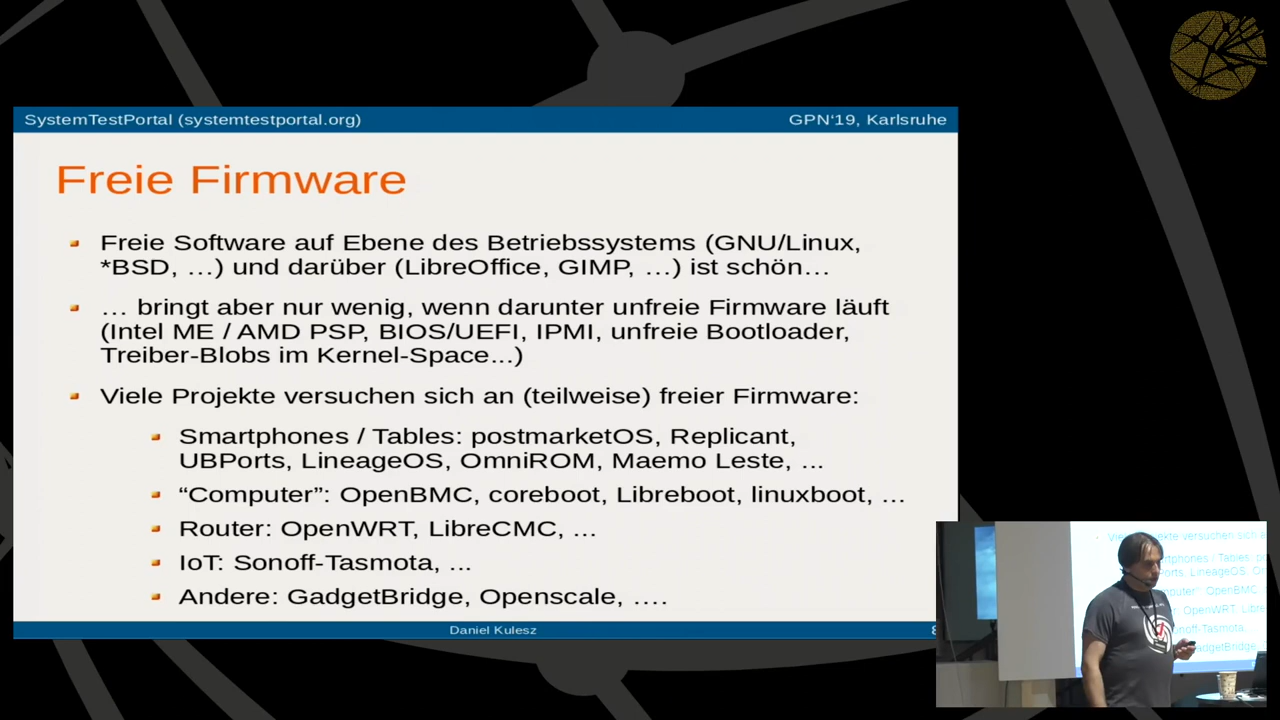 SystemTestPortal (systemtestportal.org)
GPN‘19, Karlsruhe
Freie Firmware
Freie Software auf Ebene des Betriebssystems (GNU/Linux,
*BSD, …) und darüber (LibreOffice, GIMP, …) ist schön…
… bringt aber nur wenig, wenn darunter unfreie Firmware läuft
(Intel ME / AMD PSP, BIOS/UEFI, IPMI, unfreie Bootloader,
Treiber-Blobs im Kernel-Space...)
Viele Projekte versuchen sich an (teilweise) freier Firmware:
Smartphones / Tables: postmarketOS, Replicant,
UBPorts, LineageOS, OmniROM, Maemo Leste, ...
“Computer”: OpenBMC, coreboot, Libreboot, linuxboot, …
Router: OpenWRT, LibreCMC, …
IoT: Sonoff-Tasmota, ...
Andere: GadgetBridge, Openscale, ….
Daniel Kulesz
8